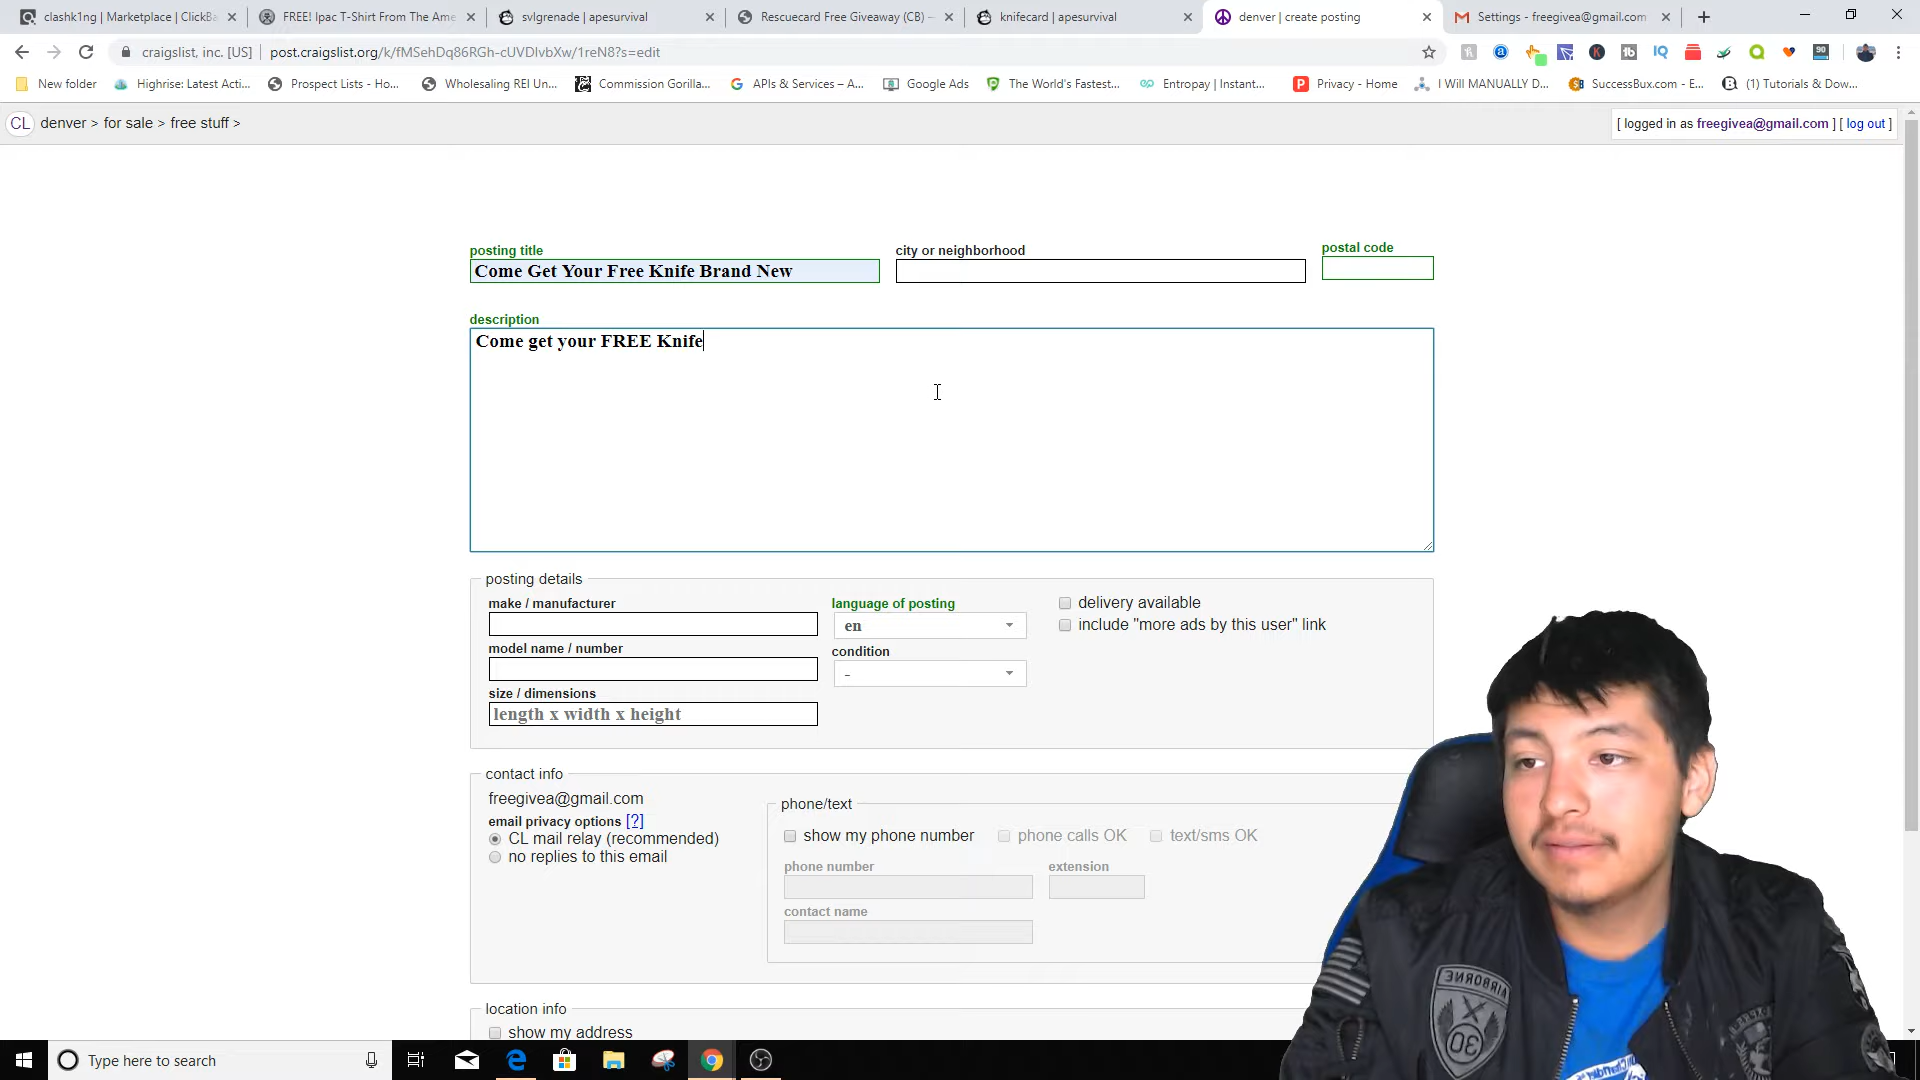 clashk1ng | Marketplace | ClickBa
FREE! Ipac T-Shirt From The Ame
svlgrenade | apesurvival
Rescuecard Free Giveaway (CB) –
knifecard | apesurvival
denver | create posting
Settings - freegivea@gmail.com
craigslist, inc. [US] | post.craigslist.org/k/fMSehDq86RGh-cUVDlvbXw/1reN8?s=edit
New folder
Highrise: Latest Acti...
Prospect Lists - Ho...
Wholesaling REI Un...
Commission Gorilla...
APIs & Services – A...
Google Ads
The World's Fastest...
Entropay | Instant...
Privacy - Home
I Will MANUALLY D...
SuccessBux.com - E...
(1) Tutorials & Dow...
CL denver > for sale > free stuff >
[ logged in as freegivea@gmail.com ] [ log out ]
posting title
city or neighborhood
postal code
Come Get Your Free Knife Brand New
description
Come get your FREE Knife
posting details
make / manufacturer
language of posting
delivery available
en
include "more ads by this user" link
model name / number
condition
-
size / dimensions
length x width x height
contact info
freegivea@gmail.com
email privacy options [?]
CL mail relay (recommended)
no replies to this email
phone/text
show my phone number
phone calls OK
text/sms OK
phone number
extension
contact name
location info
show my address
Type here to search
AIRBORNE
30